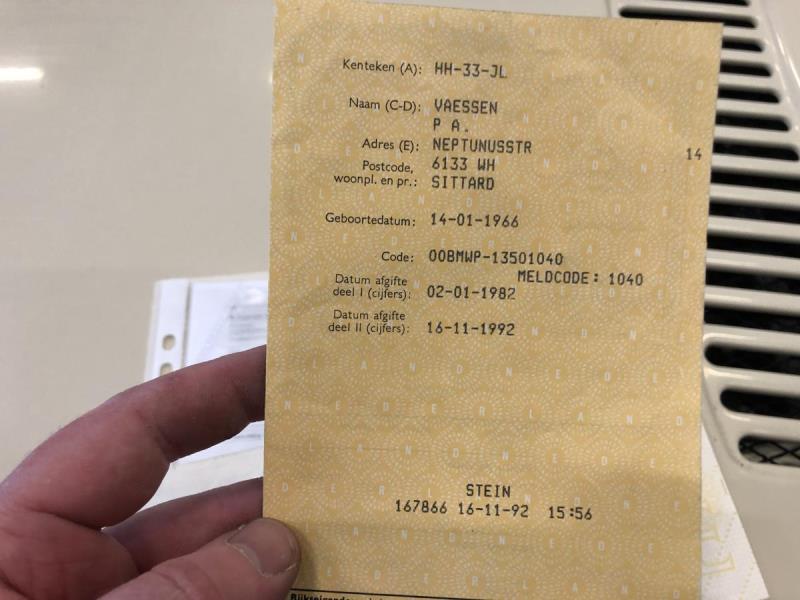 Kenteken (A): HH-33-JL
Naam (C-D): VAESSEN
P A.
Adres (E): NEPTUNUSSTR 14
Postcode, 6133 WH
woonpl. en pr.: SITTARD
Geboortedatum: 14-01-1966
Code: 00BMWP-13501040
MELDCODE: 1040
Datum afgifte
deel I (cijfers): 02-01-1982
Datum afgifte
deel II (cijfers): 16-11-1992
STEIN
167866 16-11-92 15:56